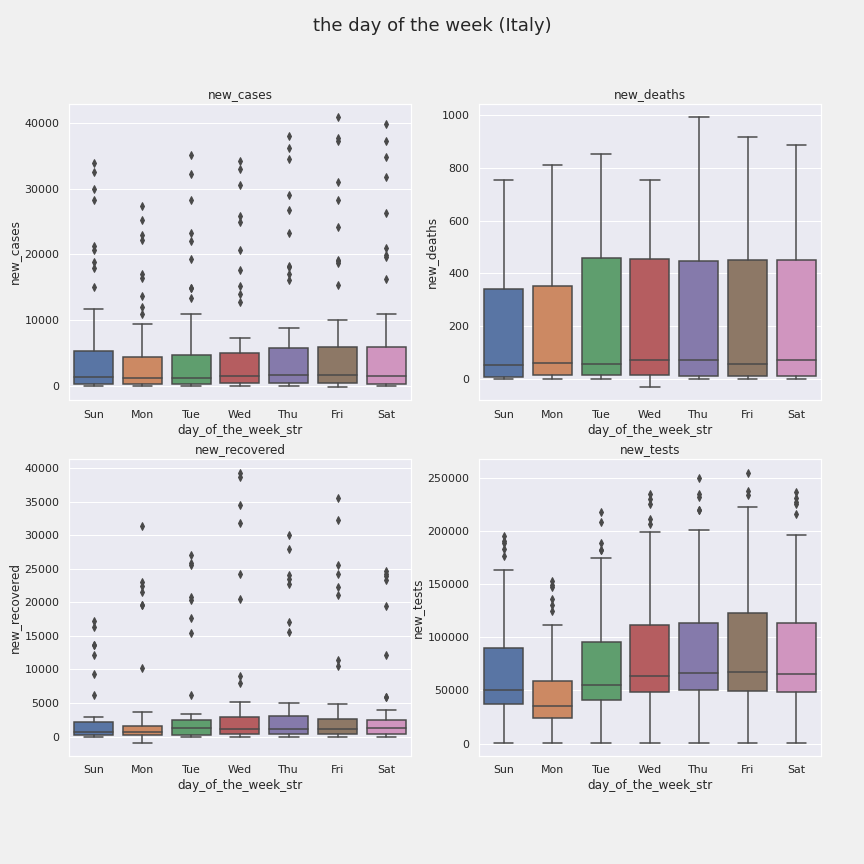 the day of the week (Italy)
new_cases
new_cases
40000
30000
20000
10000
0
Sun Mon Tue Wed Thu Fri Sat
day_of_the_week_str
new_deaths
new_deaths
1000
800
600
400
200
0
Sun Mon Tue Wed Thu Fri Sat
day_of_the_week_str
new_recovered
new_recovered
40000
35000
30000
25000
20000
15000
10000
5000
0
Sun Mon Tue Wed Thu Fri Sat
day_of_the_week_str
new_tests
new_tests
250000
200000
150000
100000
50000
0
Sun Mon Tue Wed Thu Fri Sat
day_of_the_week_str